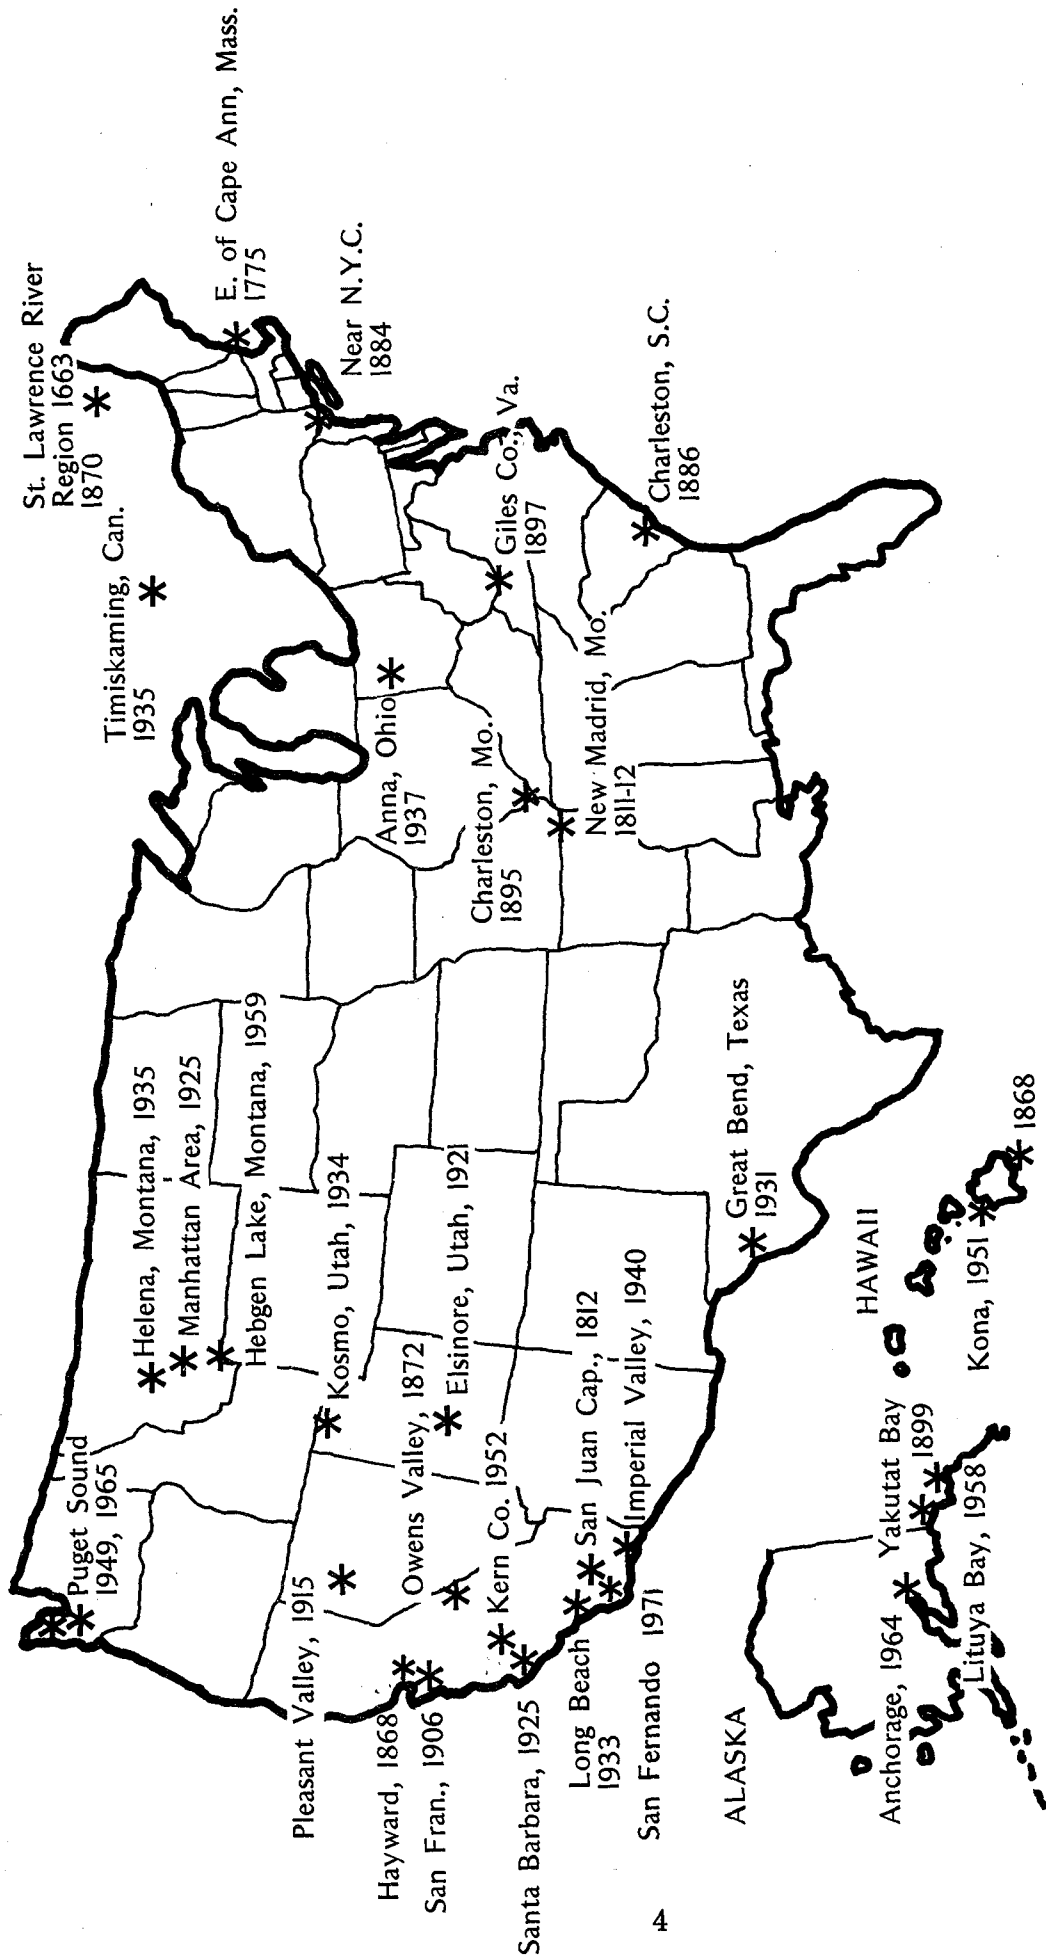 St. Lawrence River
Region 1663
1870
E. of Cape Ann, Mass.
1775
Timiskaming, Can.
1935
Near N.Y.C.
1884
Puget Sound
1949, 1965
Helena, Montana, 1935
Manhattan Area, 1925
Hebgen Lake, Montana, 1959
Pleasant Valley, 1915
Kosmo, Utah, 1934
Anna, Ohio
1937
Hayward, 1868
San Fran., 1906
Owens Valley, 1872
Elsinore, Utah, 1921
Charleston, Mo.
1895
Giles Co., Va.
1897
Kern Co. 1952
Santa Barbara, 1925
New Madrid, Mo.
1811-12
Charleston, S.C.
1886
Long Beach
1933
San Juan Cap., 1812
Imperial Valley, 1940
San Fernando 1971
Great Bend, Texas
1931
ALASKA
HAWAII
Anchorage, 1964
Yakutat Bay
1899
Lituya Bay, 1958
Kona, 1951
1868
4